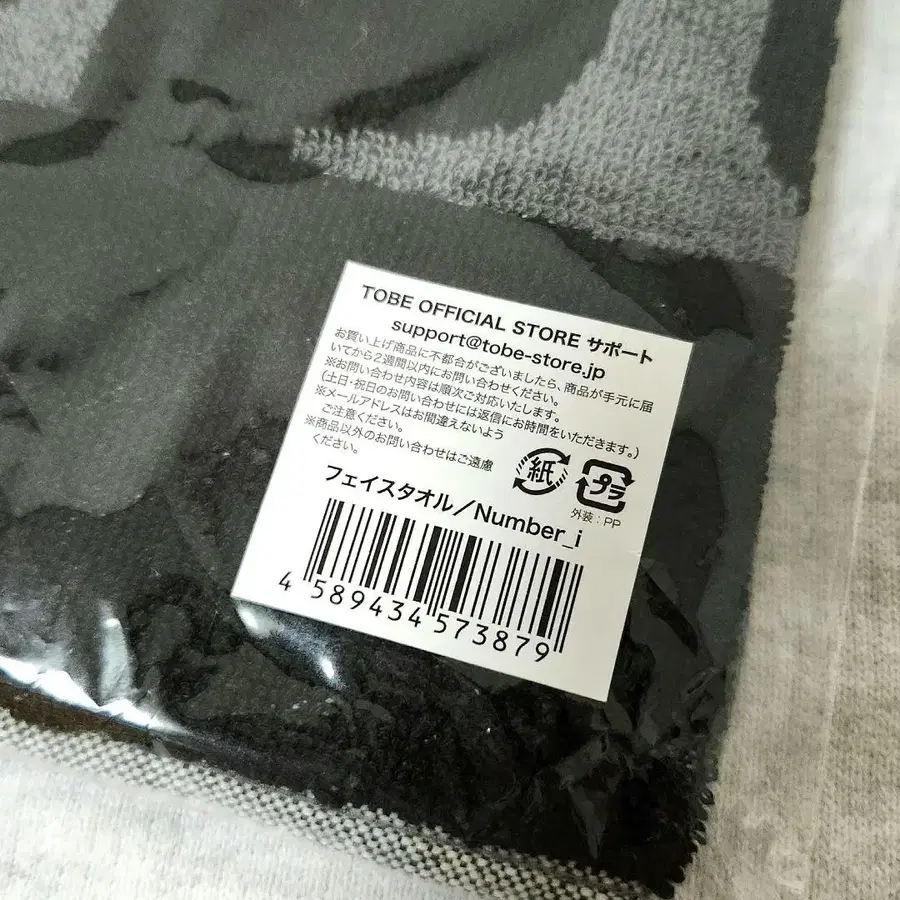 TOBE OFFICIAL STORE サポート
support@tobe-store.jp
お買い上げ商品に不都合がございましたら、商品が手元に届
いてから2週間以内にお問い合わせください。
※お問い合わせ内容は順次ご対応いたします。
(土日・祝日のお問い合わせには返信にお時間をいただきます。)
※メールアドレスはお間違えないよう
ご注意ください。
※商品以外のお問い合わせはご遠慮
ください。
紙
プラ
外装:PP
フェイスタオル/Number_i
4 589434 573879